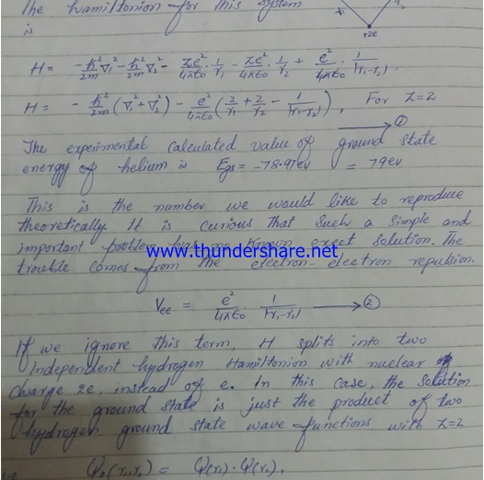 The Hamiltonion for this system
+2e
is
H = -ℏ²/2m ∇₁² - ℏ²/2m ∇₂² - Ze²/4πε₀ · 1/r₁ - Ze²/4πε₀ · 1/r₂ + e²/4πε₀ · 1/|r₁-r₂| .
H = - ℏ²/2m (∇₁² + ∇₂²) - e²/4πε₀ (2/r₁ + 2/r₂ - 1/|r₁-r₂|) , For Z=2
→ ①
The experimental calculated value of ground state
energy of helium is Egs = -78.97ev = 79ev
This is the number we would like to reproduce
theoretically. It is curious that such a simple and
important problem has no known exact solution. The
www.thundershare.net
trouble comes from the electron-electron repulsion.
Vee = e²/4πε₀ · 1/|r₁-r₂| → ②
If we ignore this term, H splits into two
independent hydrogen Hamiltonion with nuclear
charge 2e, instead of e. In this case, the solution
for the ground state is just the product of two
hydrogen ground state wave functions with Z=2
φ₀(r₁,r₂) = φ(r₁) · φ(r₂),